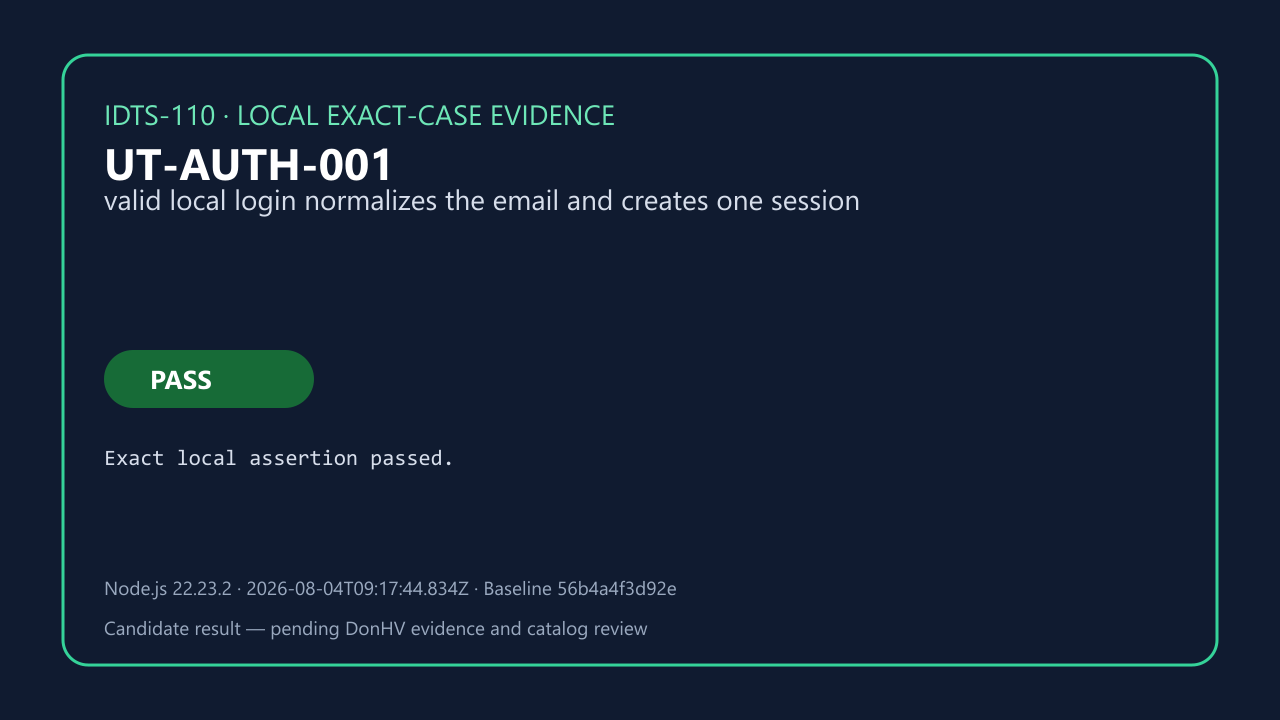 IDTS-110 · LOCAL EXACT-CASE EVIDENCE
UT-AUTH-001
valid local login normalizes the email and creates one session
PASS
Exact local assertion passed.
Node.js 22.23.2 · 2026-08-04T09:17:44.834Z · Baseline 56b4a4f3d92e
Candidate result — pending DonHV evidence and catalog review